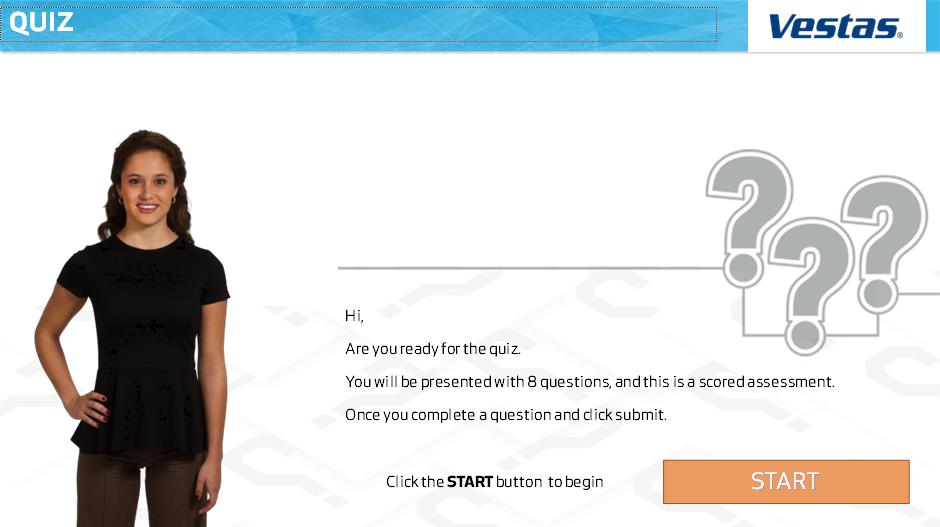 QUIZ
Vestas®
Hi,
Are you ready for the quiz.
You will be presented with 8 questions, and this is a scored assessment.
Once you complete a question and click submit.
Click the START button to begin
START